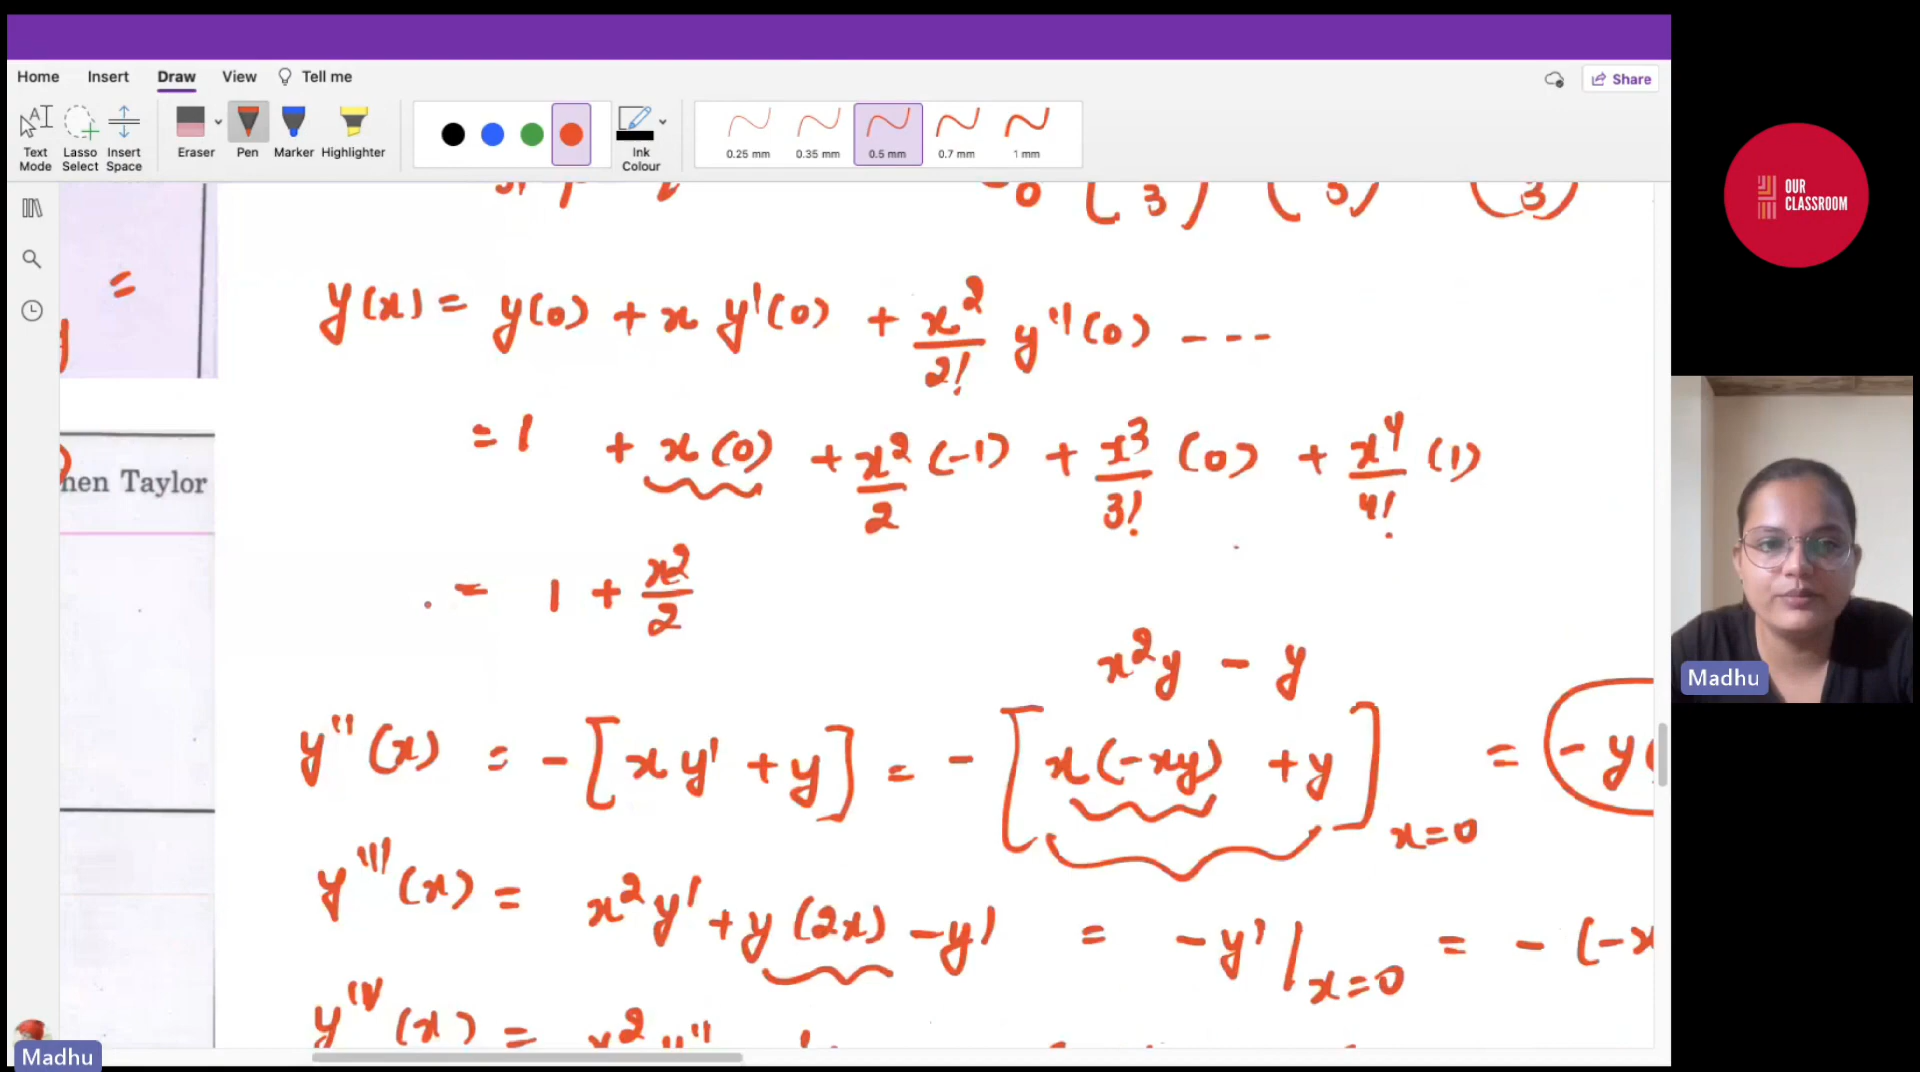 Home Insert Draw View Tell me
Share
Text Mode Lasso Select Insert Space Eraser Pen Marker Highlighter Ink Colour 0.25 mm 0.35 mm 0.5 mm 0.7 mm 1 mm
OUR CLASSROOM
=
y(x) = y(0) + x y'(0) + x²/2! y''(0) ----
= 1 + x(0) + x²/2 (-1) + x³/3! (0) + x⁴/4! (1)
hen Taylor
= 1 + x²/2
x²y - y
y''(x) = -[x y' + y] = -[x(-xy) + y] x=0 = -y(
y'''(x) = x²y' + y(2x) - y' = -y'|x=0 = -(-x
y''''(x) = x² y''
Madhu
Madhu